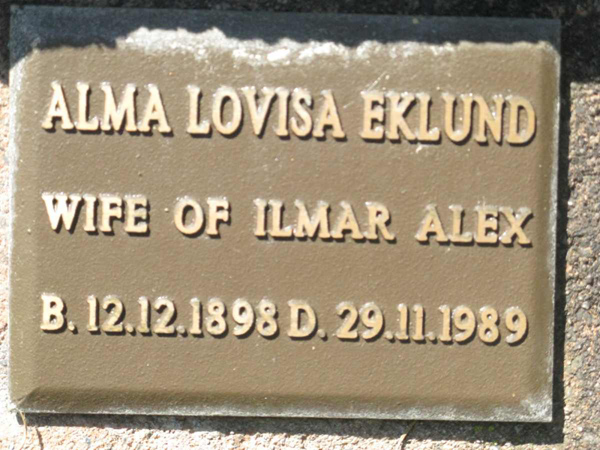 ALMA LOVISA EKLUND
WIFE OF ILMAR ALEX
B. 12.12.1898 D. 29.11.1989